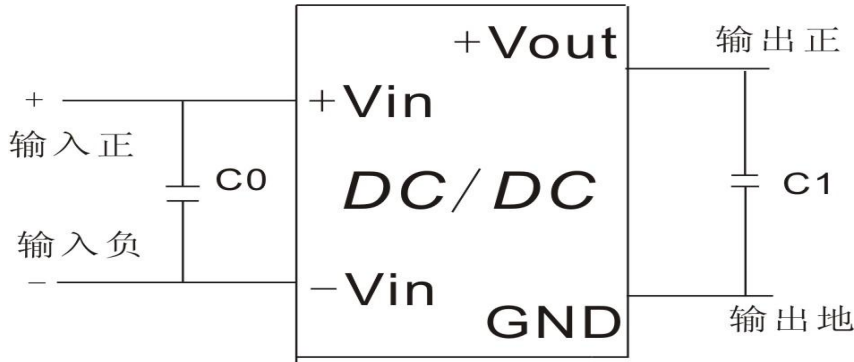 +Vout
输出正
+
+Vin
输入正
C0
DC/DC
C1
输入负
−
−Vin
GND
输出地